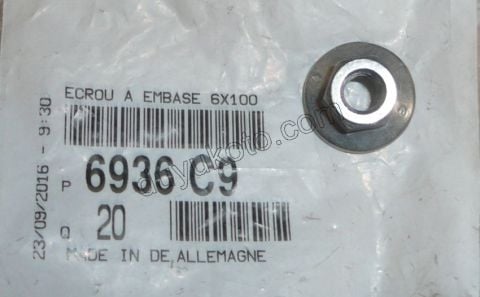 ECROU A EMBASE 6X100
P 6936 C9
Q 20
MADE IN DE,ALLEMAGNE
23/09/2016 - 9:30